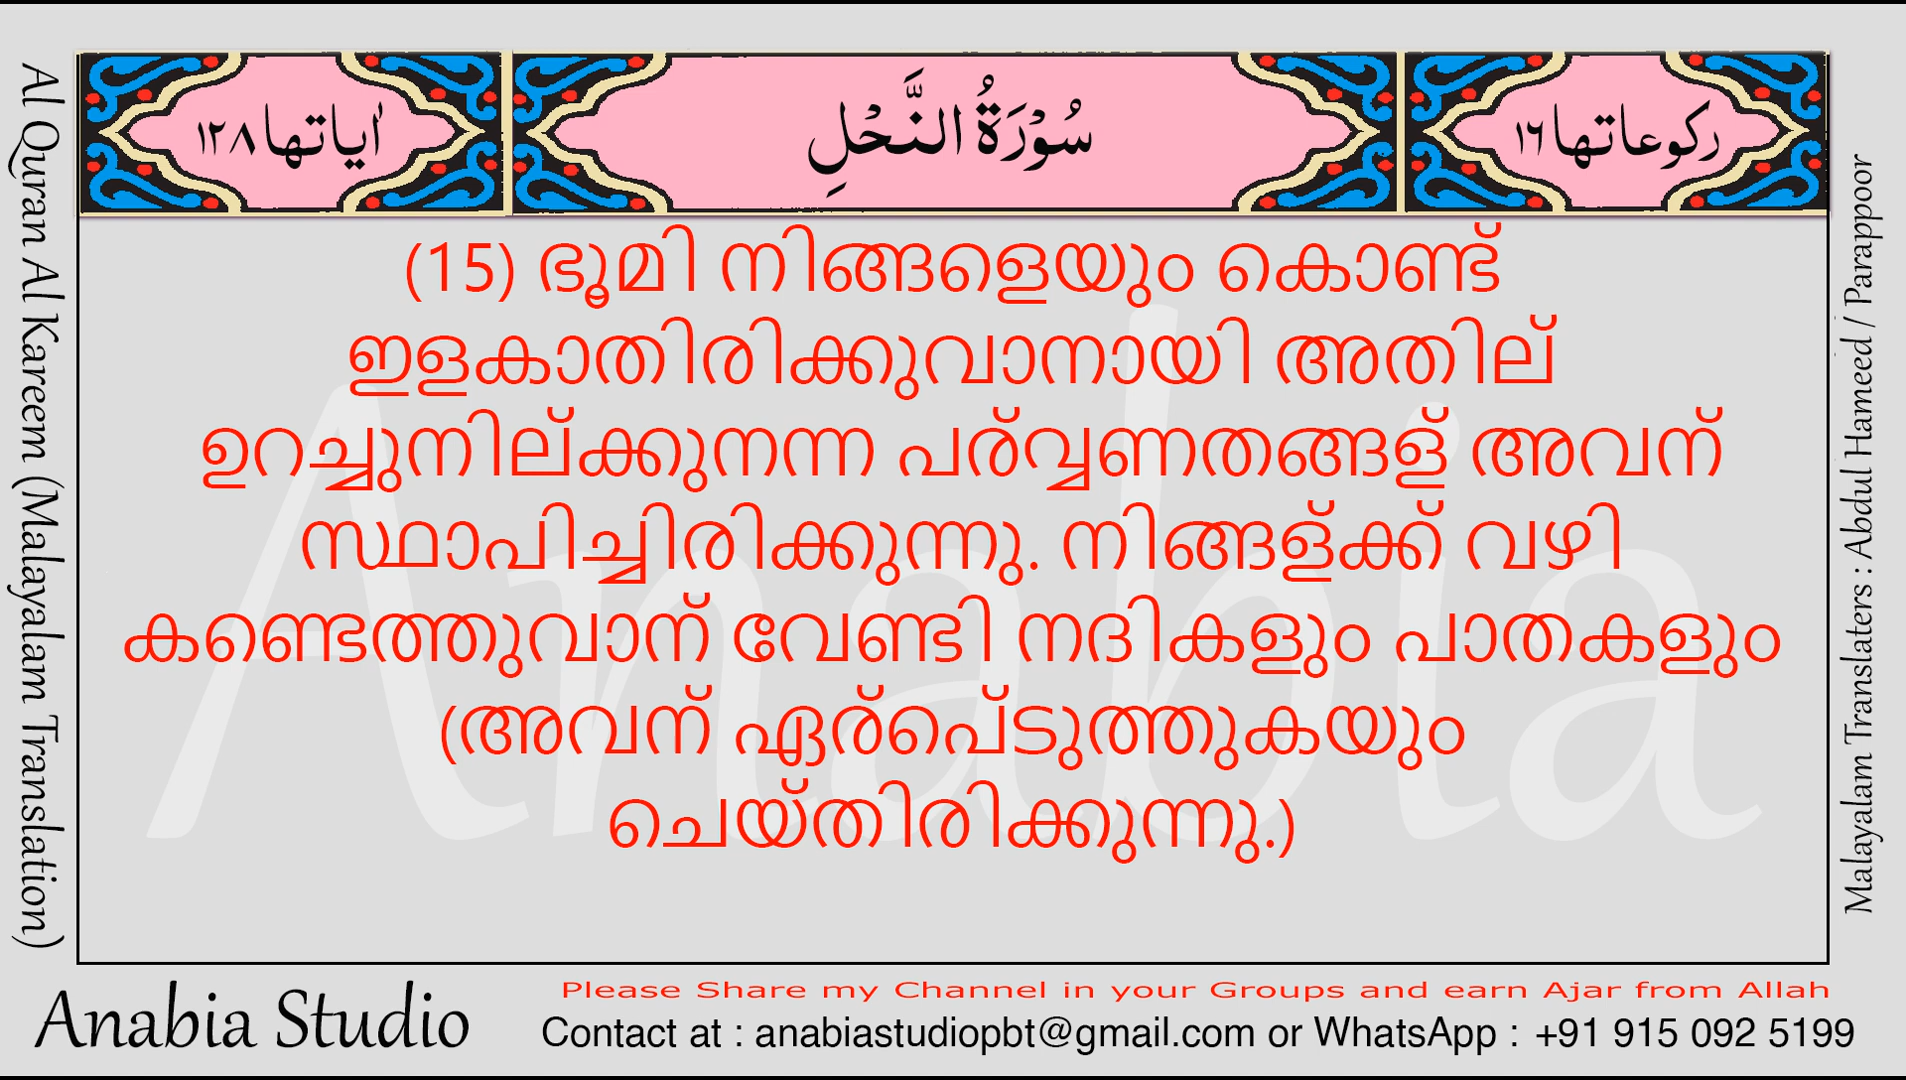 Al Quran Al Kareem (Malayalam Translation)
ركوعاتها ١٦
سُوْرَةُ النَّحْلِ
اٰياتها ١٢٨
(15) ഭൂമി നിങ്ങളെയും കൊണ്ട്
ഇളകാതിരിക്കുവാനായി അതില്
ഉറച്ചുനില്ക്കുനന്ന പര്വ്വണതങ്ങള് അവന്
സ്ഥാപിച്ചിരിക്കുന്നു. നിങ്ങള്ക്ക് വഴി
കണ്ടെത്തുവാന് വേണ്ടി നദികളും പാതകളും
(അവന് ഏര്പെ്ടുത്തുകയും
ചെയ്തിരിക്കുന്നു.)
Malayalam Translaters : Abdul Hameed / Parappoor
Anabia
Anabia Studio
Please Share my Channel in your Groups and earn Ajar from Allah
Contact at : anabiastudiopbt@gmail.com or WhatsApp : +91 915 092 5199